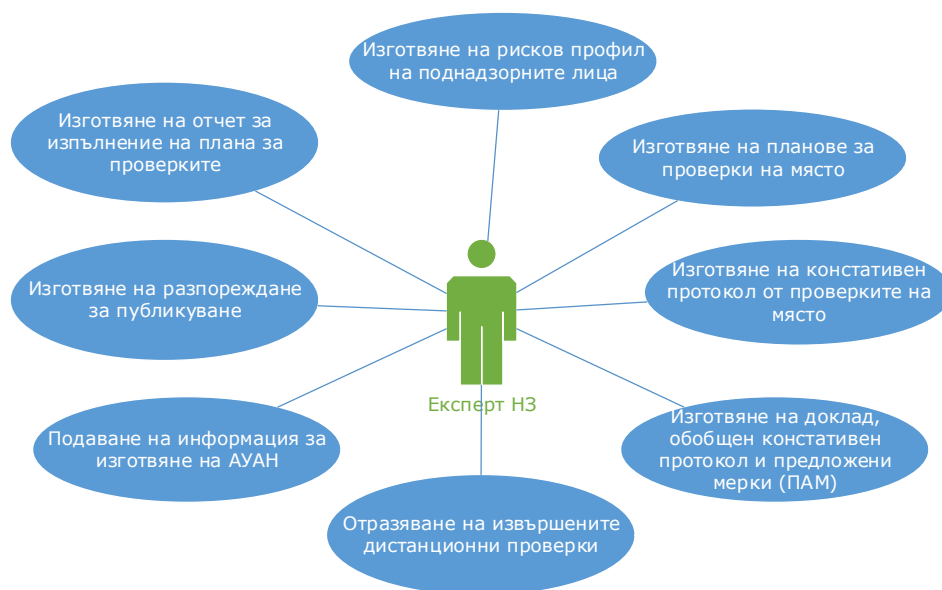 Изготвяне на рисков профил
на поднадзорните лица
Изготвяне на отчет за
изпълнение на плана за
проверките
Изготвяне на планове за
проверки на място
Изготвяне на разпореждане
за публикуване
Изготвяне на констативен
протокол от проверките на
място
Експерт НЗ
Подаване на информация за
изготвяне на АУАН
Изготвяне на доклад,
обобщен констативен
протокол и предложени
мерки (ПАМ)
Отразяване на извършените
дистанционни проверки